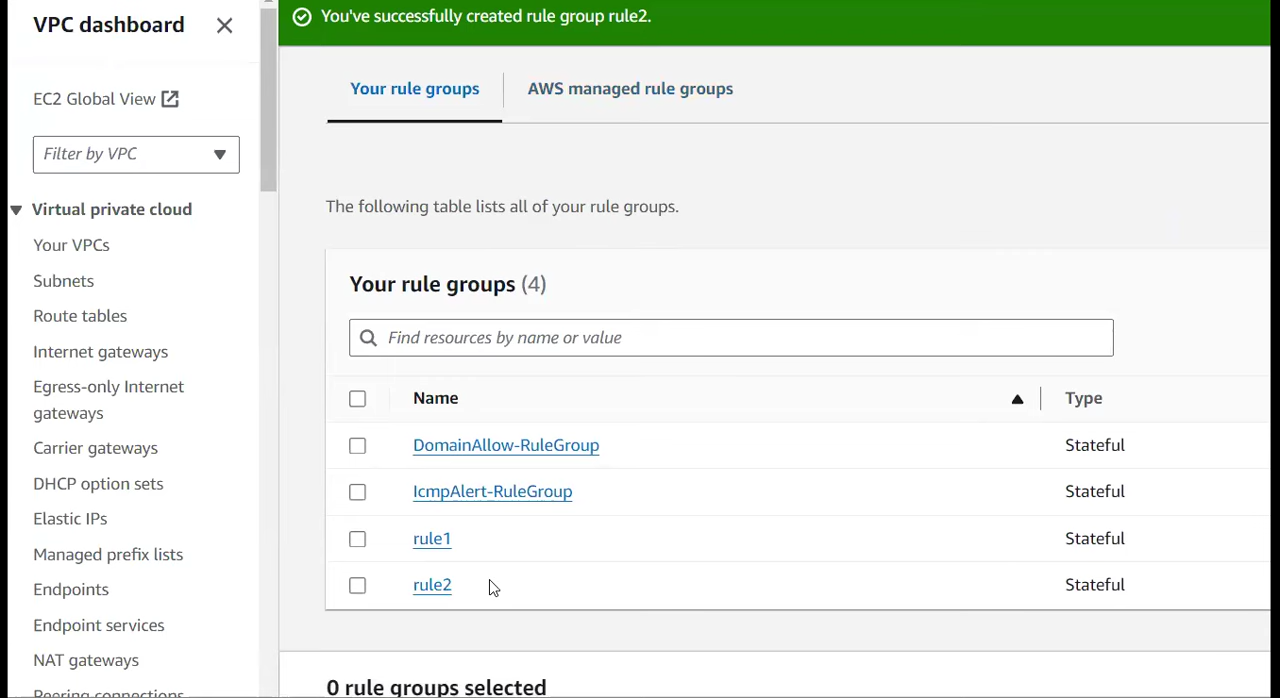 VPC dashboard
EC2 Global View
Filter by VPC
Virtual private cloud
Your VPCs
Subnets
Route tables
Internet gateways
Egress-only Internet
gateways
Carrier gateways
DHCP option sets
Elastic IPs
Managed prefix lists
Endpoints
Endpoint services
NAT gateways
Peering connections
You've successfully created rule group rule2.
Your rule groups
AWS managed rule groups
The following table lists all of your rule groups.
Your rule groups (4)
Find resources by name or value
Name Type
DomainAllow-RuleGroup Stateful
IcmpAlert-RuleGroup Stateful
rule1 Stateful
rule2 Stateful
0 rule groups selected